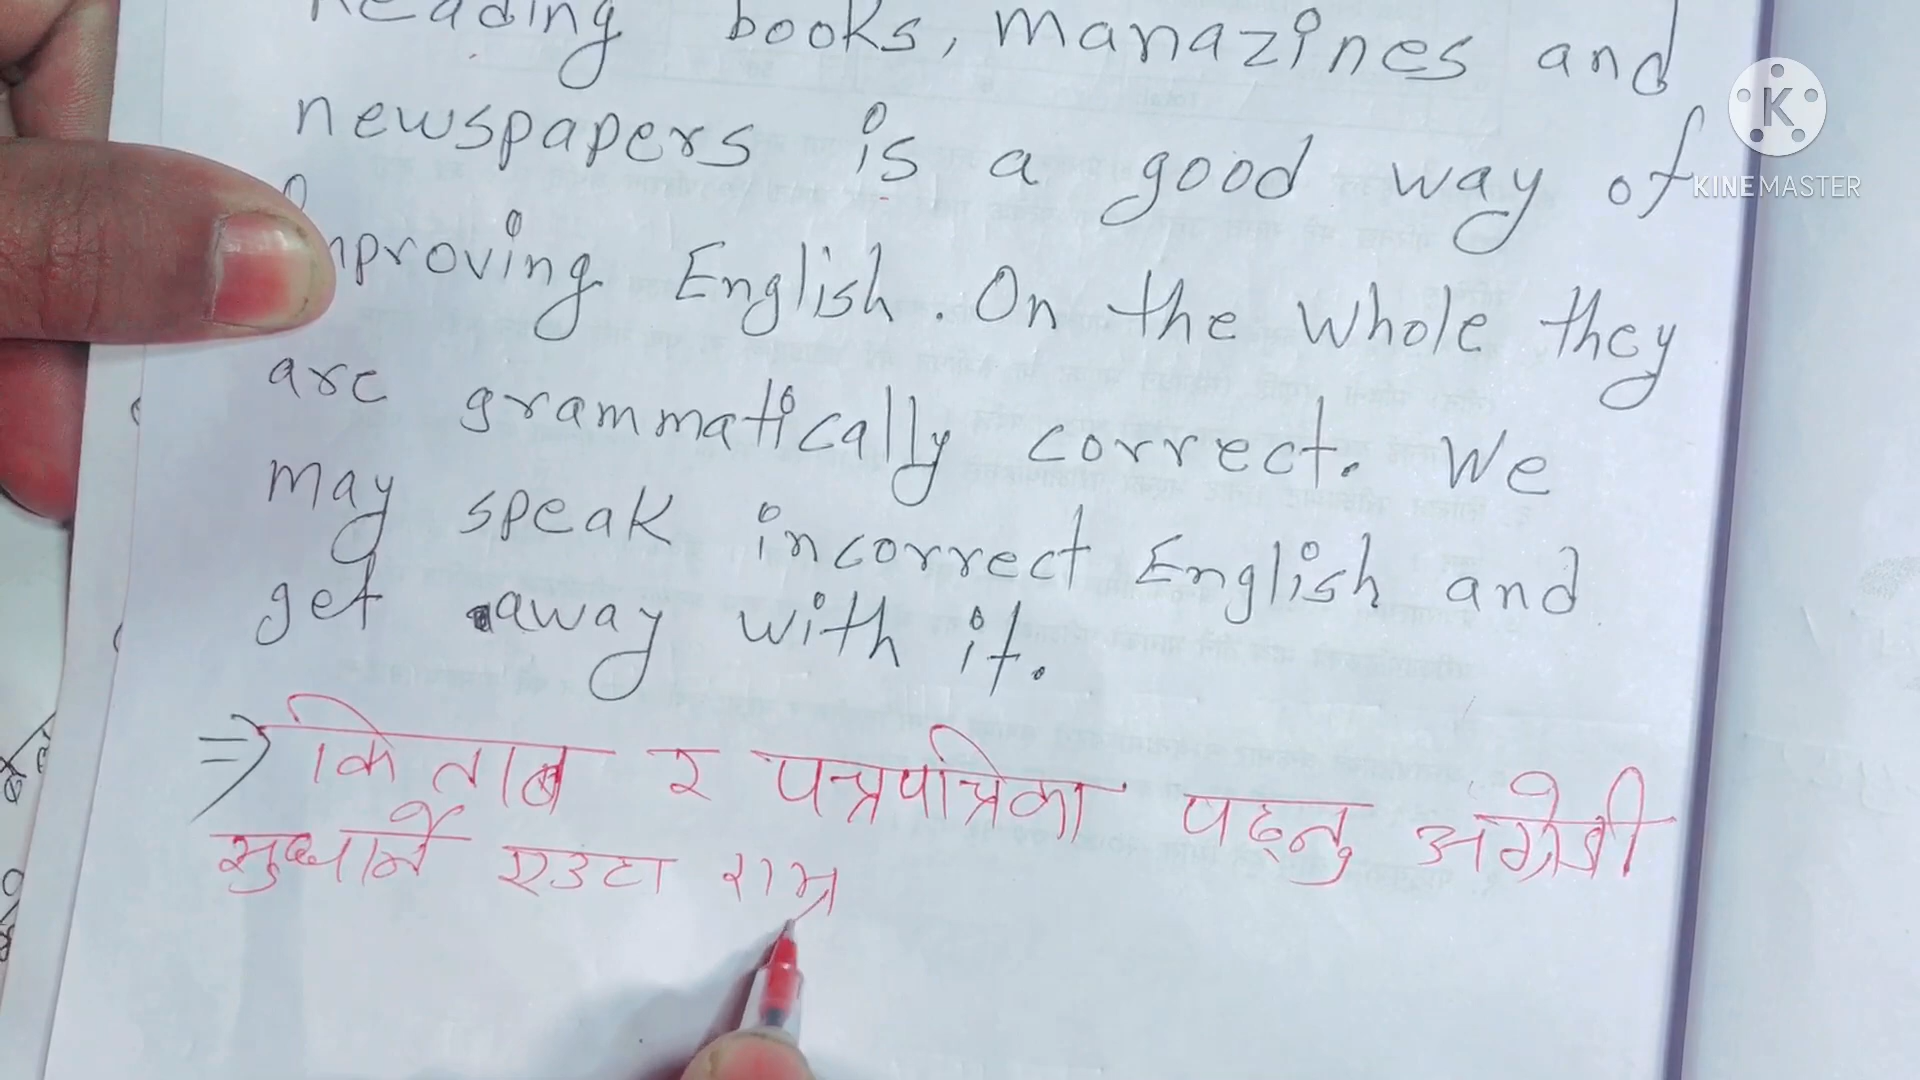 Reading books, manazines and
newspapers is a good way of
improving English. On the whole they
are grammatically correct. We
may speak incorrect English and
get away with it.
⇒ किताब र पत्रपत्रिका पढ्नु अंग्रेजी
सुधार्ने एउटा राम्र
KINEMASTER